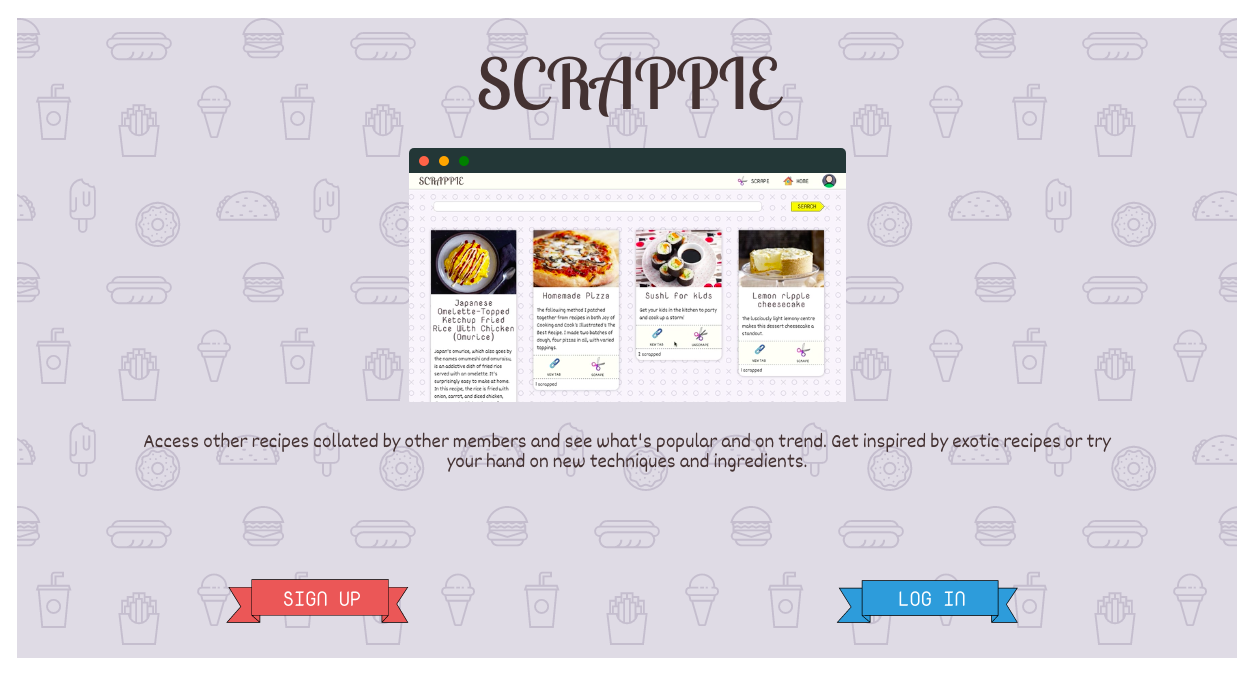 SCRAPPIE
SCRAPPIE
SCRAPE
HOME
SEARCH
Japanese
Omelette-Topped
Ketchup Fried
Rice With Chicken
(Omurice)
Japan's omurice, which also goes by
the names omumeshi and omuraisu,
is an addictive dish of fried rice
served with an omelette. It's
surprisingly easy to make at home.
In this recipe, the rice is fried with
onion, carrot, and diced chicken,
Homemade Pizza
The following method I patched
together from recipes in both Joy of
Cooking and Cook's Illustrated's The
Best Recipe. I made two batches of
dough, four pizzas in all, with varied
toppings.
NEW TAB
SCRAPE
1 scrapped
Sushi for kids
Get your kids in the kitchen to party
and cook up a storm!
NEW TAB
UNSCRAPE
2 scrapped
Lemon ripple
cheesecake
The lusciously light lemony centre
makes this dessert cheesecake a
standout.
NEW TAB
SCRAPE
1 scrapped
Access other recipes collated by other members and see what's popular and on trend. Get inspired by exotic recipes or try
your hand on new techniques and ingredients.
SIGN UP
LOG IN